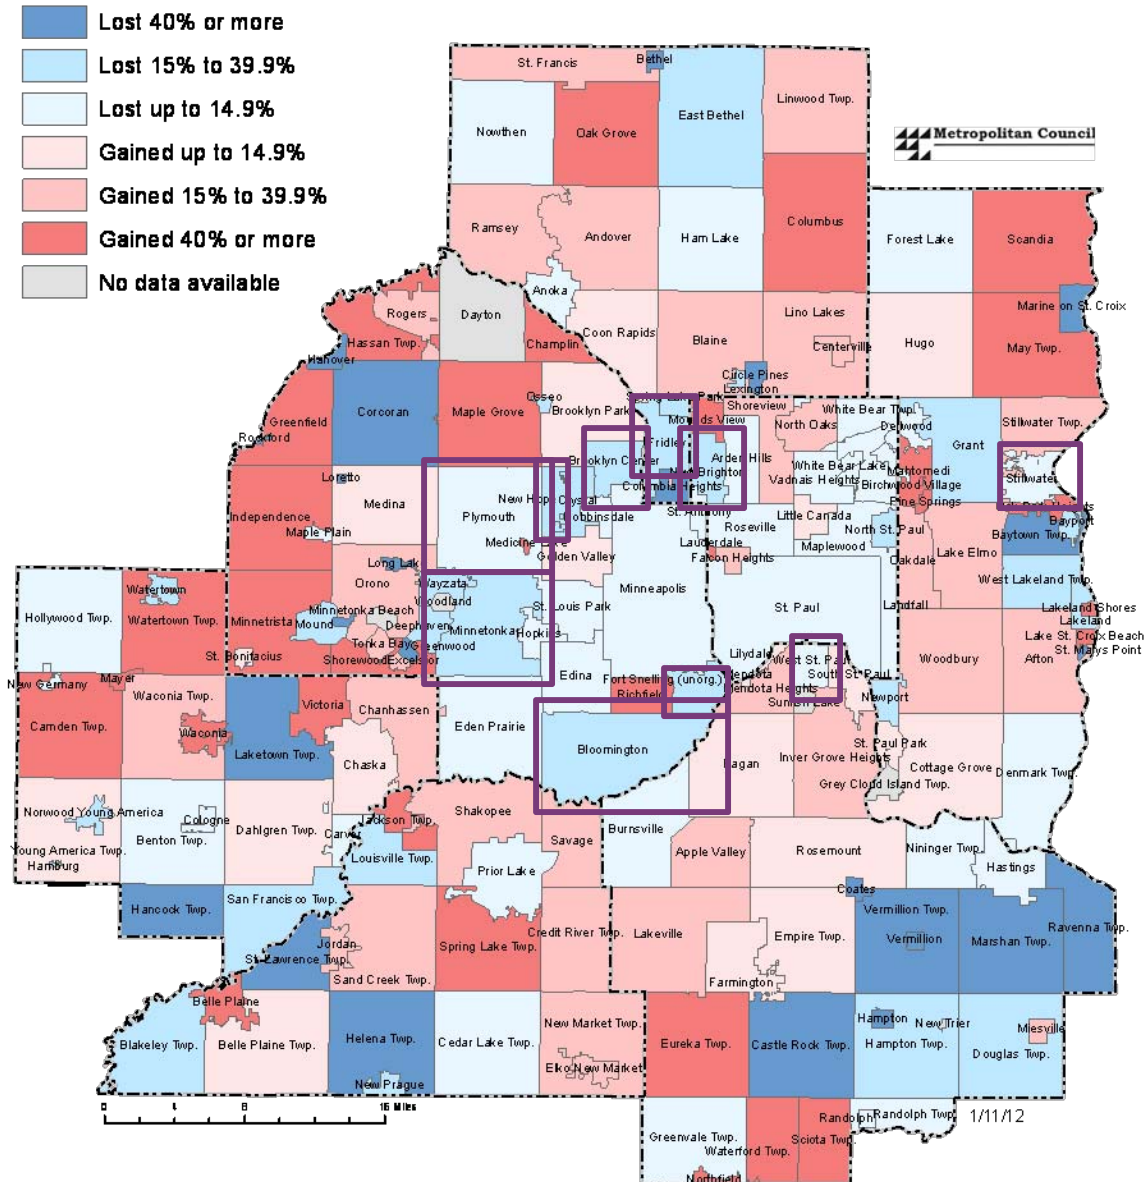 Lost 40% or more
Lost 15% to 39.9%
Lost up to 14.9%
Gained up to 14.9%
Gained 15% to 39.9%
Gained 40% or more
No data available
Metropolitan Council
St. Francis
Bethel
East Bethel
Linwood Twp.
Nowthen
Oak Grove
Ramsey
Andover
Ham Lake
Columbus
Forest Lake
Scandia
Anoka
Rogers
Dayton
Hassan Twp.
Champlin
Coon Rapids
Blaine
Lino Lakes
Centerville
Hugo
Marine on St. Croix
May Twp.
Hanover
Corcoran
Maple Grove
Osseo
Brooklyn Park
Circle Pines
Lexington
Spring Lake Park
Mounds View
Shoreview
North Oaks
White Bear Twp.
Dellwood
Grant
Stillwater Twp.
Greenfield
Rockford
Fridley
Brooklyn Center
Arden Hills
New Brighton
Columbia Heights
White Bear Lake
Vadnais Heights
Mahtomedi
Birchwood Village
Pine Springs
Stillwater
Loretto
Medina
Independence
Maple Plain
Plymouth
New Hope
Crystal
Robbinsdale
St. Anthony
Roseville
Little Canada
Maplewood
North St. Paul
Bayport
Baytown Twp.
Medicine Lake
Golden Valley
Lauderdale
Falcon Heights
Oakdale
Lake Elmo
West Lakeland Twp.
Long Lake
Orono
Wayzata
Woodland
Minneapolis
St. Paul
Landfall
Hollywood Twp.
Watertown
Watertown Twp.
Minnetrista
Mound
Minnetonka Beach
Deephaven
Minnetonka
St. Louis Park
Hopkins
Lakeland Shores
Lakeland
Lake St. Croix Beach
St. Marys Point
Afton
Tonka Bay
Greenwood
Shorewood
Excelsior
St. Bonifacius
Edina
Fort Snelling (unorg.)
Richfield
Lilydale
Mendota
Mendota Heights
West St. Paul
South St. Paul
Sunfish Lake
Newport
Woodbury
New Germany
Mayer
Camden Twp.
Waconia Twp.
Waconia
Laketown Twp.
Victoria
Chanhassen
Chaska
Eden Prairie
Bloomington
Eagan
Inver Grove Heights
St. Paul Park
Grey Cloud Island Twp.
Cottage Grove
Denmark Twp.
Norwood Young America
Cologne
Young America Twp.
Hamburg
Benton Twp.
Dahlgren Twp.
Carver
Jackson Twp.
Louisville Twp.
Shakopee
Savage
Prior Lake
Burnsville
Apple Valley
Rosemount
Nininger Twp.
Hastings
Coates
Hancock Twp.
San Francisco Twp.
St. Lawrence Twp.
Jordan
Sand Creek Twp.
Spring Lake Twp.
Credit River Twp.
Lakeville
Farmington
Empire Twp.
Vermillion Twp.
Vermillion
Marshan Twp.
Ravenna Twp.
Belle Plaine
Blakeley Twp.
Belle Plaine Twp.
Helena Twp.
New Prague
Cedar Lake Twp.
New Market Twp.
Elko New Market
Eureka Twp.
Castle Rock Twp.
Hampton
Hampton Twp.
New Trier
Miesville
Douglas Twp.
0 4 8 16 Miles
Greenvale Twp.
Waterford Twp.
Northfield
Sciota Twp.
Randolph
Randolph Twp.
1/11/12